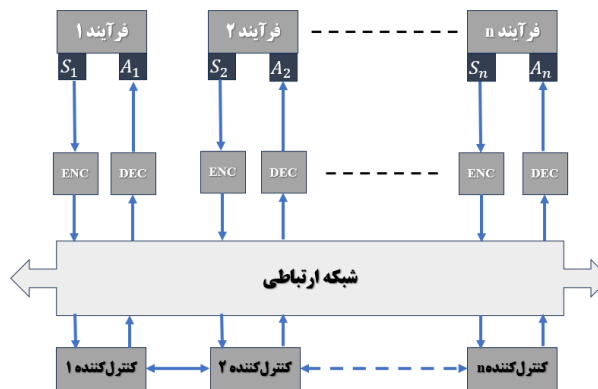 فرآیند ۱
فرآیند ۲
فرآیند n
S₁ A₁
S₂ A₂
Sₙ Aₙ
ENC DEC
ENC DEC
ENC DEC
شبکه ارتباطی
کنترل‌کننده ۱
کنترل‌کننده ۲
کنترل‌کننده n